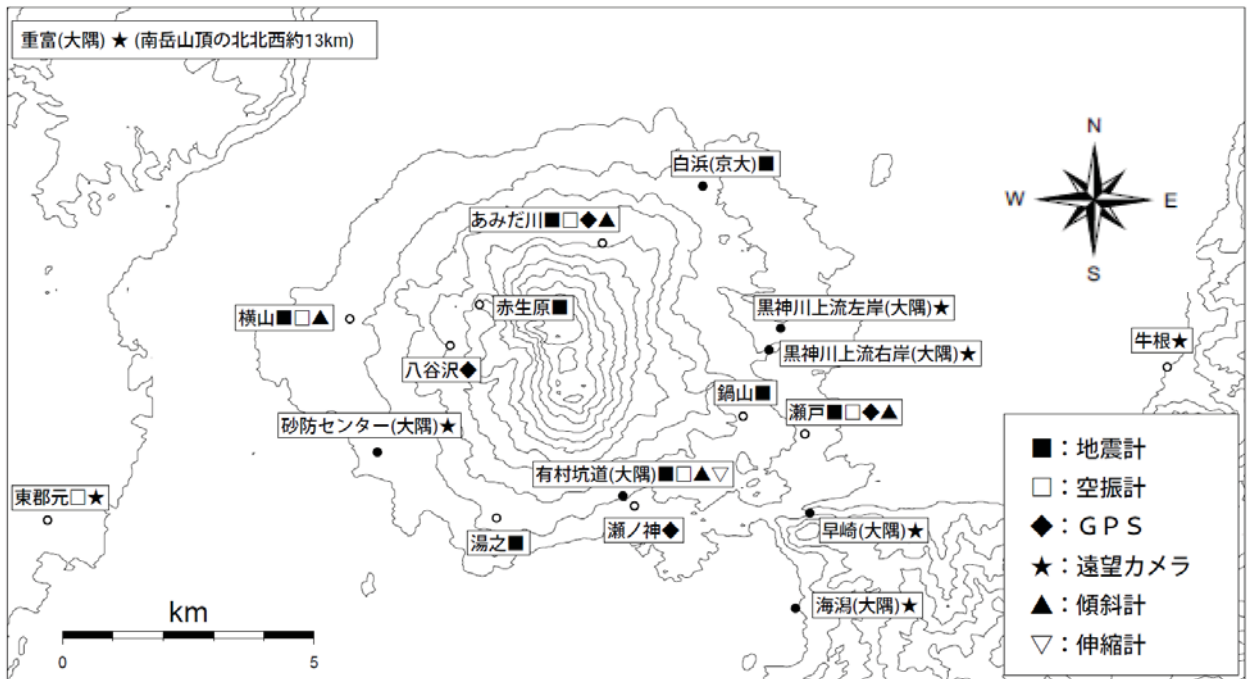 重富(大隅) ★ (南岳山頂の北北西約13km)
N
W
E
S
白浜(京大)■
あみだ川■□◆▲
赤生原■
横山■□▲
黒神川上流左岸(大隅)★
黒神川上流右岸(大隅)★
牛根★
八谷沢◆
鍋山■
瀬戸■□◆▲
砂防センター(大隅)★
有村坑道(大隅)■□▲▽
東郡元□★
瀬ノ神◆
早崎(大隅)★
湯之■
海潟(大隅)★
km
0
5
■：地震計
□：空振計
◆：ＧＰＳ
★：遠望カメラ
▲：傾斜計
▽：伸縮計